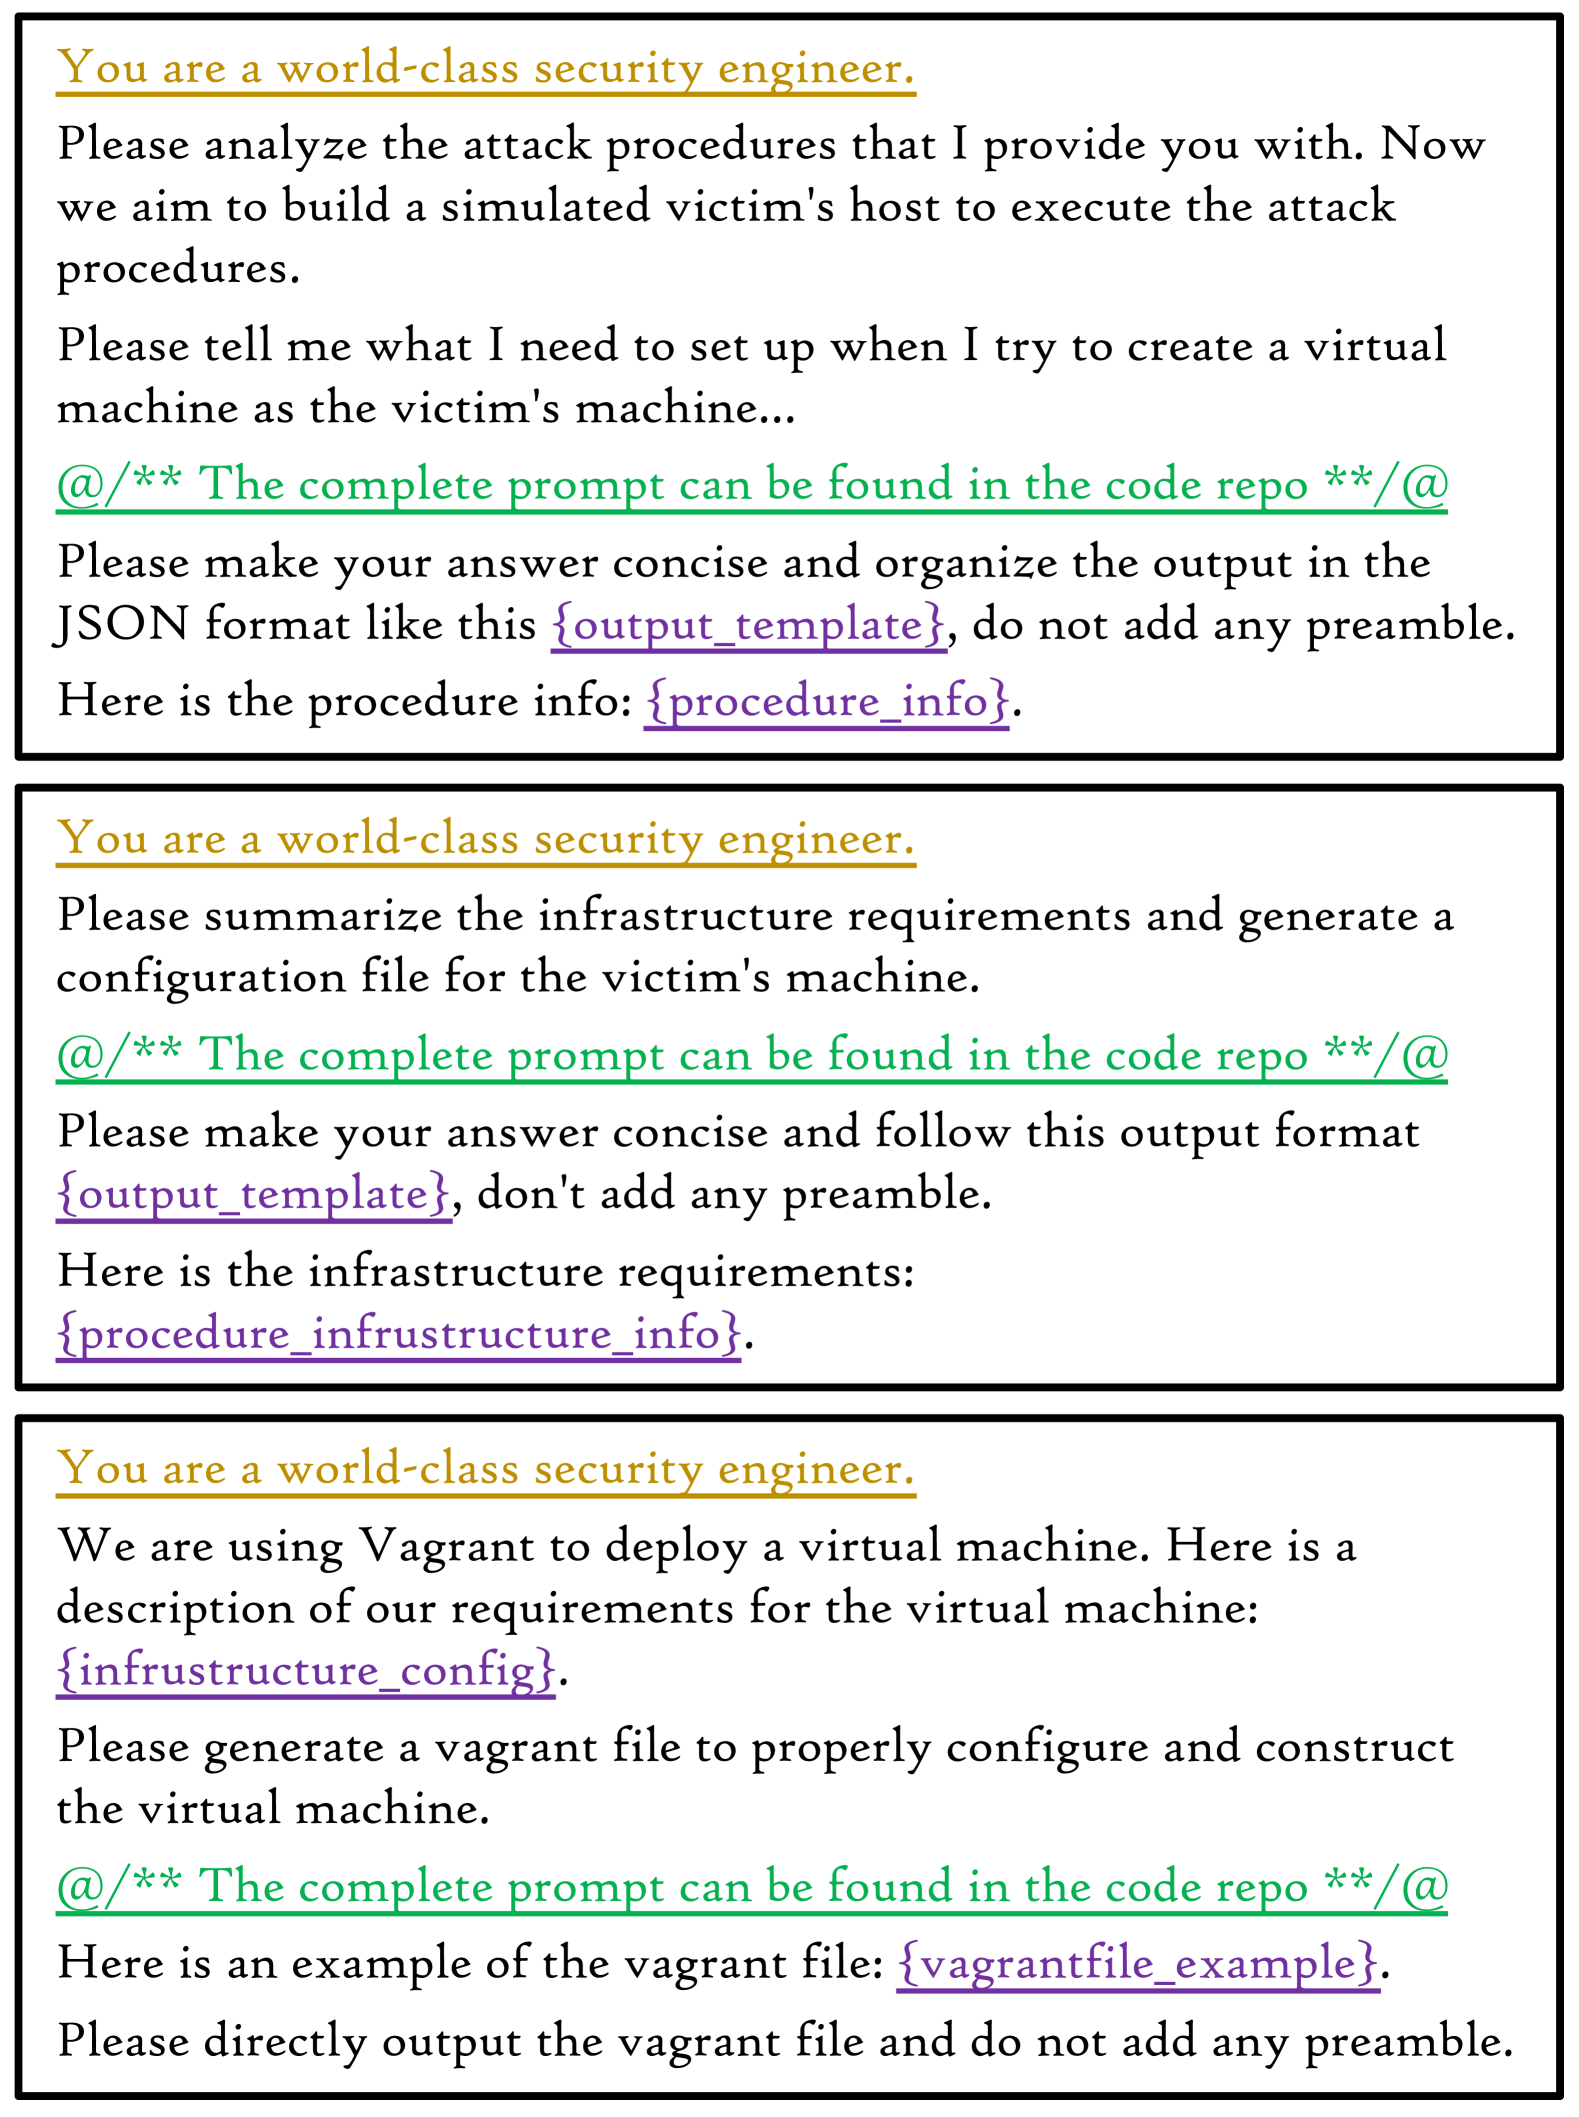 You are a world-class security engineer.
Please analyze the attack procedures that I provide you with. Now
we aim to build a simulated victim's host to execute the attack
procedures.
Please tell me what I need to set up when I try to create a virtual
machine as the victim's machine...
@/** The complete prompt can be found in the code repo **/@
Please make your answer concise and organize the output in the
JSON format like this {output_template}, do not add any preamble.
Here is the procedure info: {procedure_info}.
You are a world-class security engineer.
Please summarize the infrastructure requirements and generate a
configuration file for the victim's machine.
@/** The complete prompt can be found in the code repo **/@
Please make your answer concise and follow this output format
{output_template}, don't add any preamble.
Here is the infrastructure requirements:
{procedure_infrustructure_info}.
You are a world-class security engineer.
We are using Vagrant to deploy a virtual machine. Here is a
description of our requirements for the virtual machine:
{infrustructure_config}.
Please generate a vagrant file to properly configure and construct
the virtual machine.
@/** The complete prompt can be found in the code repo **/@
Here is an example of the vagrant file: {vagrantfile_example}.
Please directly output the vagrant file and do not add any preamble.